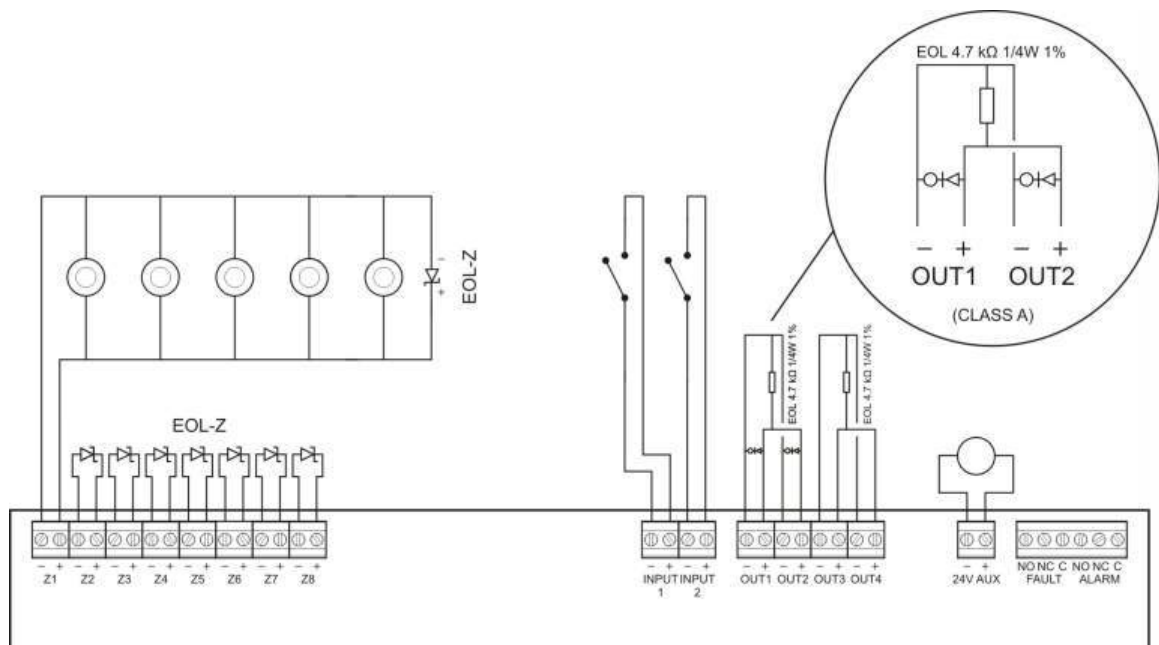 EOL 4.7 kΩ 1/4W 1%
− + − +
OUT1 OUT2
(CLASS A)
−
+
EOL-Z
EOL-Z
EOL 4.7 kΩ 1/4W 1%
EOL 4.7 kΩ 1/4W 1%
− + − + − + − + − + − + − + − +
Z1 Z2 Z3 Z4 Z5 Z6 Z7 Z8
− + − +
INPUT INPUT
1 2
− + − + − + − +
OUT1 OUT2 OUT3 OUT4
− +
24V AUX
NO NC C NO NC C
FAULT ALARM